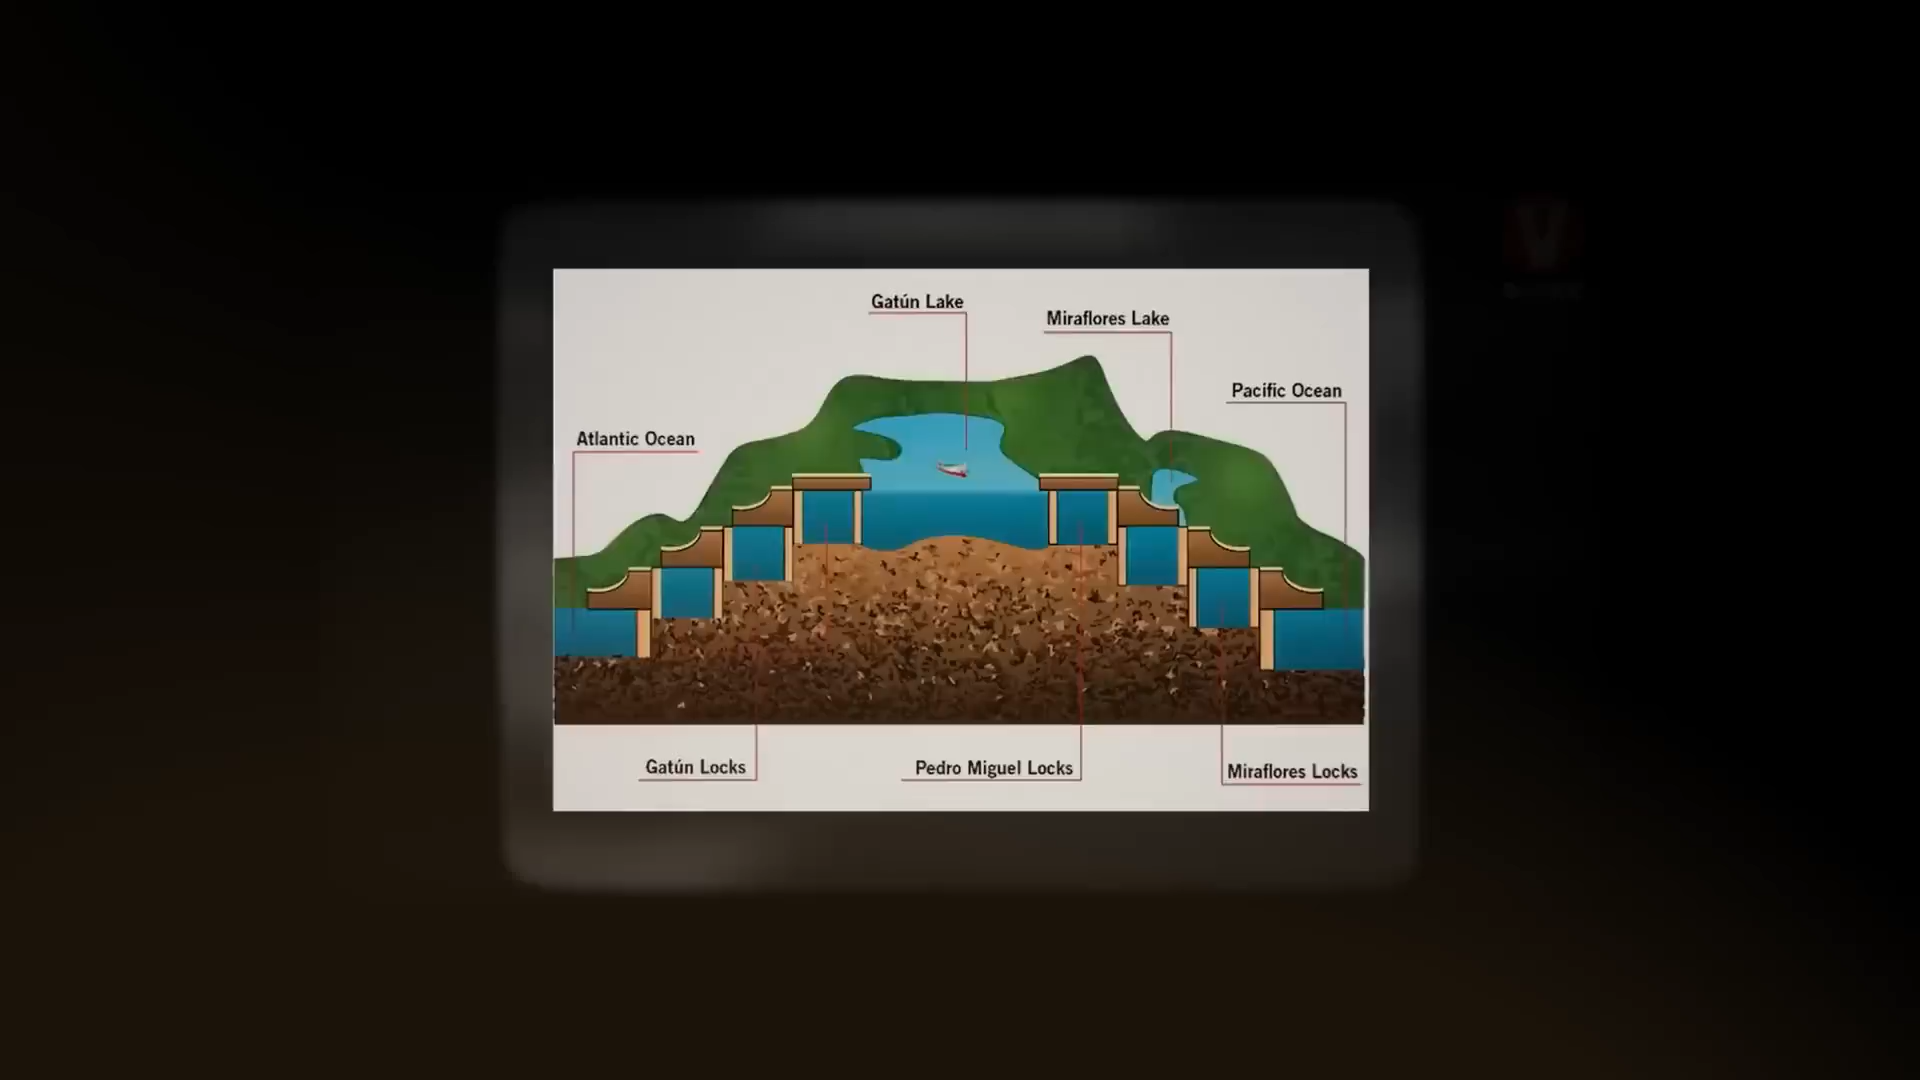 Gatún Lake
Miraflores Lake
Pacific Ocean
Atlantic Ocean
Gatún Locks
Pedro Miguel Locks
Miraflores Locks